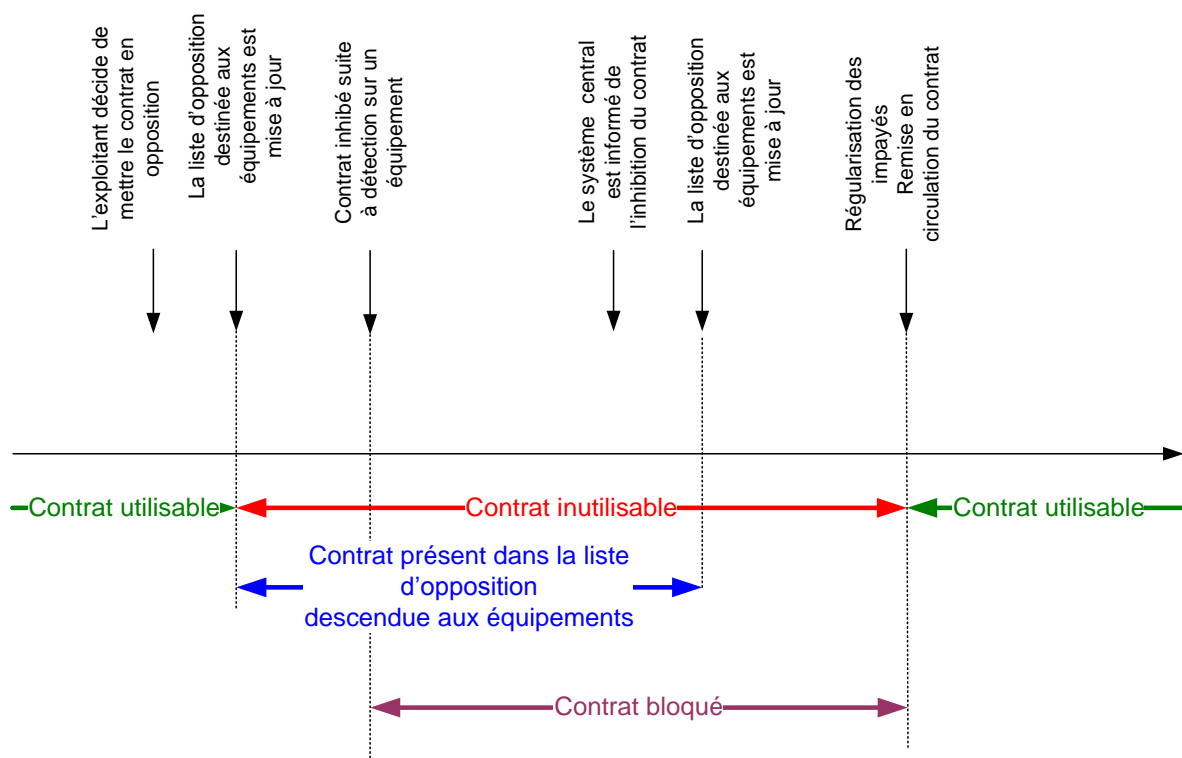 L'exploitant décide de
mettre le contrat en
opposition
La liste d'opposition
destinée aux
équipements est
mise à jour
Contrat inhibé suite
à détection sur un
équipement
Le système central
est informé de
l'inhibition du contrat
La liste d'opposition
destinée aux
équipements est
mise à jour
Régularisation des
impayés
Remise en
circulation du contrat
Contrat utilisable
Contrat inutilisable
Contrat utilisable
Contrat présent dans la liste
d'opposition
descendue aux équipements
Contrat bloqué